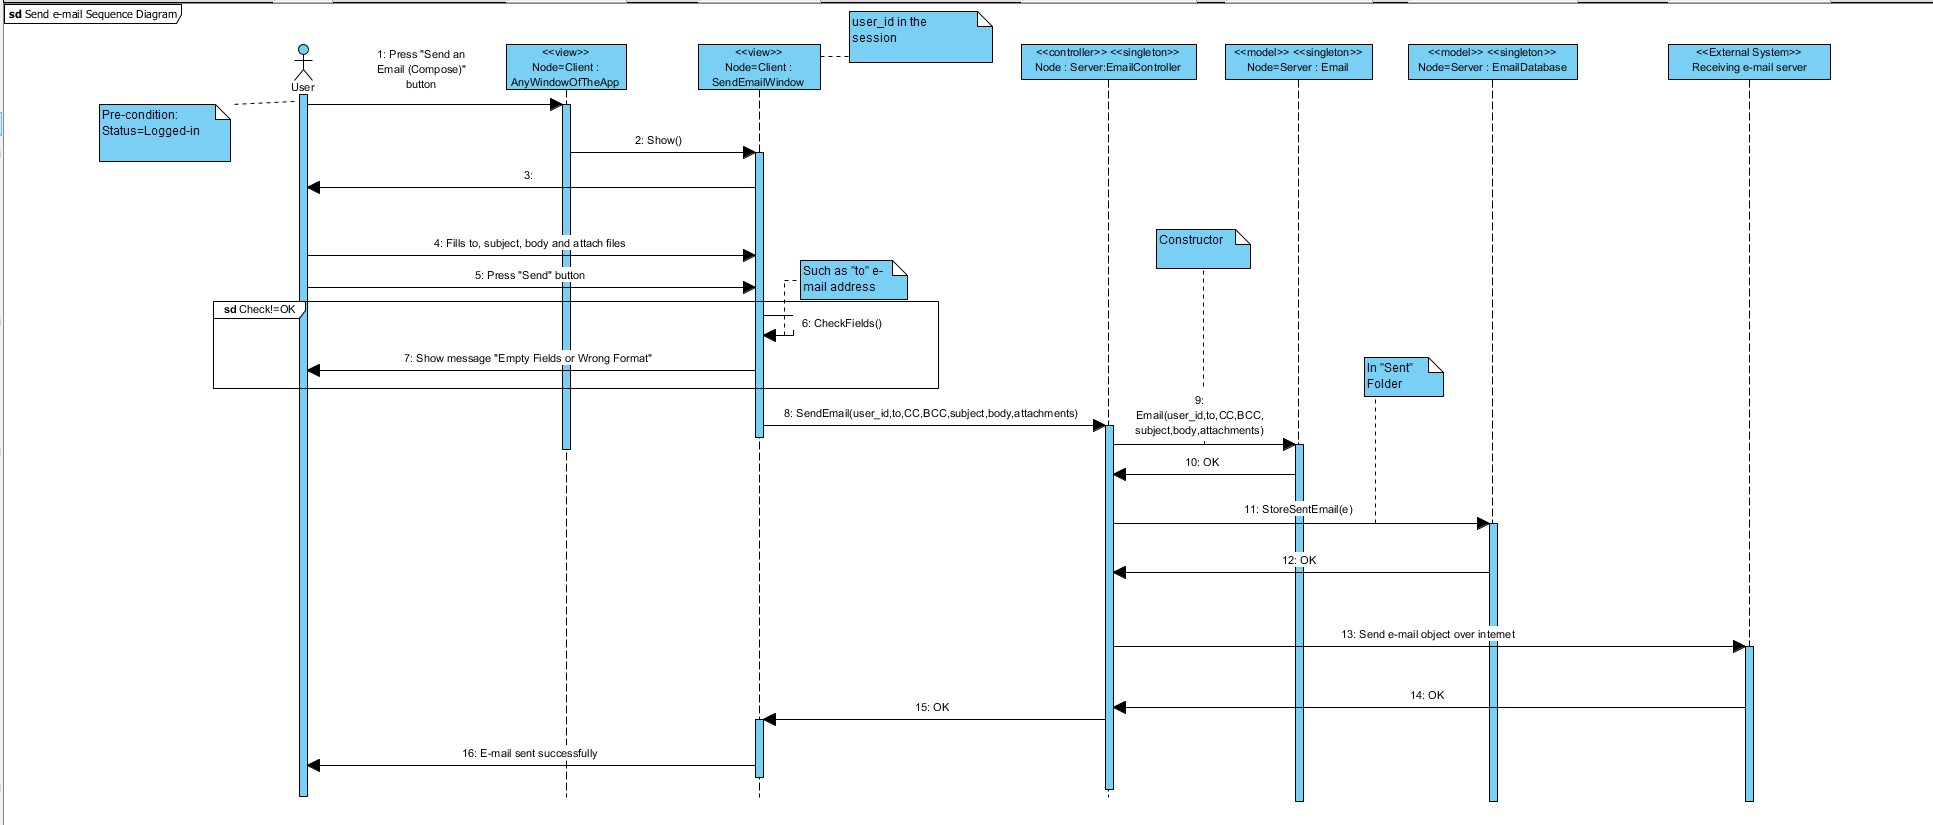 sd Send e-mail Sequence Diagram
user_id in the
session
User
<<view>>
Node=Client :
AnyWindowOfTheApp
<<view>>
Node=Client :
SendEmailWindow
<<controller>> <<singleton>>
Node : Server:EmailController
<<model>> <<singleton>>
Node=Server : Email
<<model>> <<singleton>>
Node=Server : EmailDatabase
<<External System>>
Receiving e-mail server
1: Press "Send an
Email (Compose)"
button
Pre-condition:
Status=Logged-in
2: Show()
3:
4: Fills to, subject, body and attach files
Constructor
5: Press "Send" button
Such as "to" e-
mail address
sd Check!=OK
6: CheckFields()
7: Show message "Empty Fields or Wrong Format"
In "Sent"
Folder
8: SendEmail(user_id,to,CC,BCC,subject,body,attachments)
9:
Email(user_id,to,CC,BCC,
subject,body,attachments)
10: OK
11: StoreSentEmail(e)
12: OK
13: Send e-mail object over internet
14: OK
15: OK
16: E-mail sent successfully